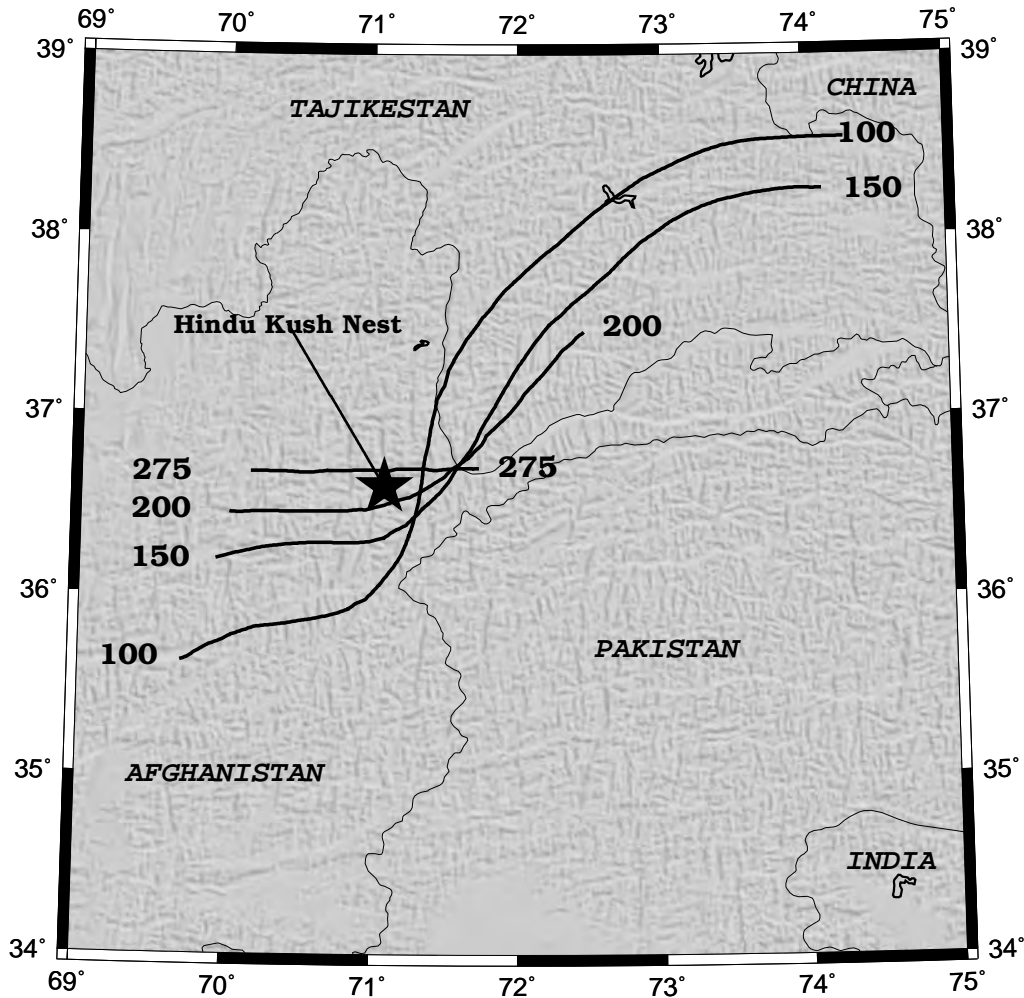 69° 70° 71° 72° 73° 74° 75°
39° 39°
CHINA
TAJIKESTAN
100
150
38° 38°
Hindu Kush Nest 200
37° 37°
275 275
200
150
36° 36°
100 PAKISTAN
35° 35°
AFGHANISTAN
INDIA
34° 34°
69° 70° 71° 72° 73° 74° 75°